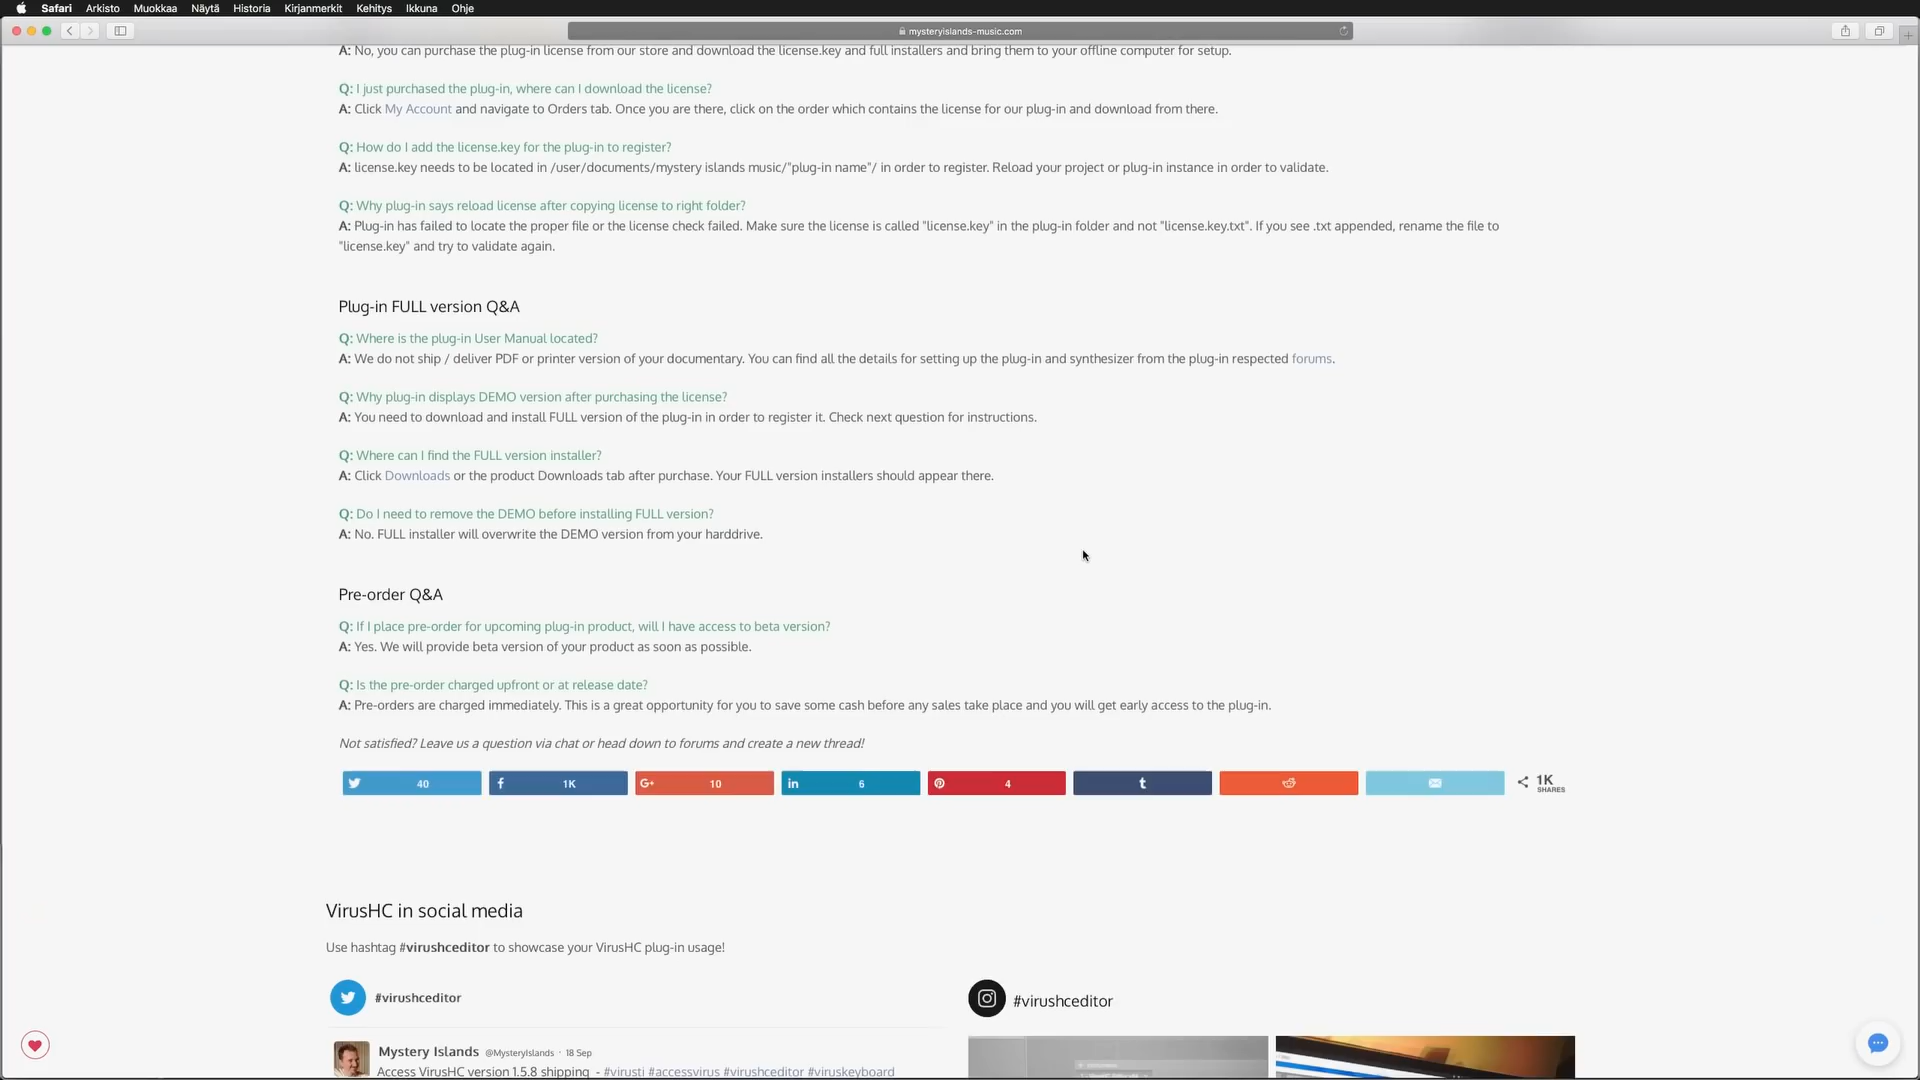 Safari Arkisto Muokkaa Näytä Historia Kirjanmerkit Kehitys Ikkuna Ohje
mysteryislands-music.com
A: No, you can purchase the plug-in license from our store and download the license.key and full installers and bring them to your offline computer for setup.
Q: I just purchased the plug-in, where can I download the license?
A: Click My Account and navigate to Orders tab. Once you are there, click on the order which contains the license for our plug-in and download from there.
Q: How do I add the license.key for the plug-in to register?
A: license.key needs to be located in /user/documents/mystery islands music/"plug-in name"/ in order to register. Reload your project or plug-in instance in order to validate.
Q: Why plug-in says reload license after copying license to right folder?
A: Plug-in has failed to locate the proper file or the license check failed. Make sure the license is called "license.key" in the plug-in folder and not "license.key.txt". If you see .txt appended, rename the file to
"license.key" and try to validate again.
Plug-in FULL version Q&A
Q: Where is the plug-in User Manual located?
A: We do not ship / deliver PDF or printer version of your documentary. You can find all the details for setting up the plug-in and synthesizer from the plug-in respected forums.
Q: Why plug-in displays DEMO version after purchasing the license?
A: You need to download and install FULL version of the plug-in in order to register it. Check next question for instructions.
Q: Where can I find the FULL version installer?
A: Click Downloads or the product Downloads tab after purchase. Your FULL version installers should appear there.
Q: Do I need to remove the DEMO before installing FULL version?
A: No. FULL installer will overwrite the DEMO version from your harddrive.
Pre-order Q&A
Q: If I place pre-order for upcoming plug-in product, will I have access to beta version?
A: Yes. We will provide beta version of your product as soon as possible.
Q: Is the pre-order charged upfront or at release date?
A: Pre-orders are charged immediately. This is a great opportunity for you to save some cash before any sales take place and you will get early access to the plug-in.
Not satisfied? Leave us a question via chat or head down to forums and create a new thread!
40 1K G+ 10 in 6 4 t 1K
SHARES
VirusHC in social media
Use hashtag #virushceditor to showcase your VirusHC plug-in usage!
#virushceditor
#virushceditor
Mystery Islands @MysteryIslands · 18 Sep
Access VirusHC version 1.5.8 shipping - #virusti #accessvirus #virushceditor #viruskeyboard